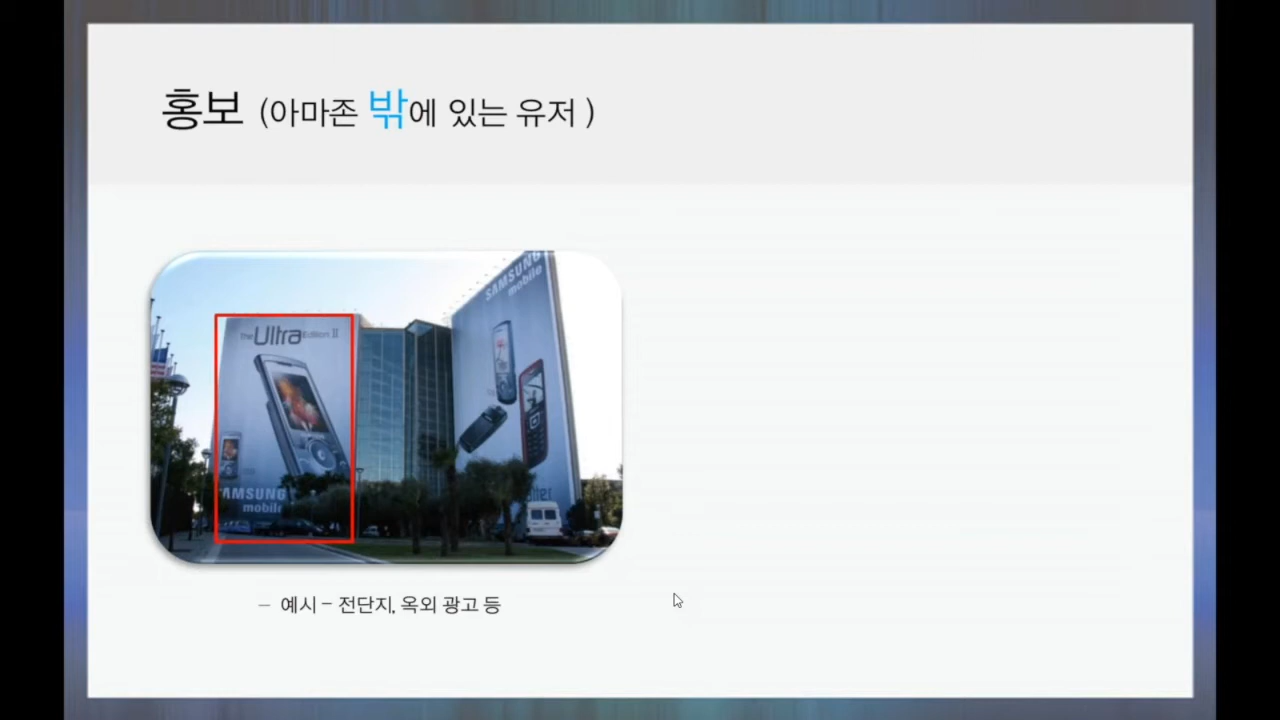 홍보 (아마존 밖에 있는 유저 )
SAMSUNG
mobile
The Ultra Edition II
SAMSUNG
mobile
– 예시 – 전단지, 옥외 광고 등